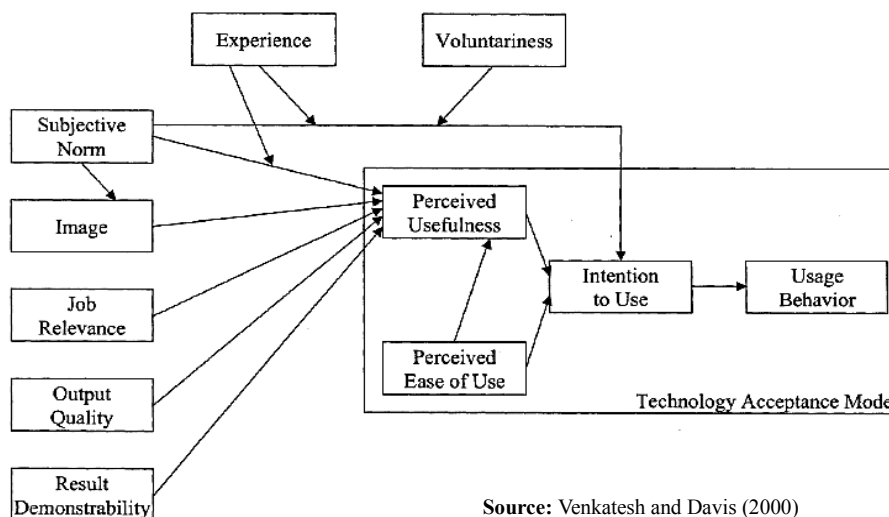 Experience
Voluntariness
Subjective
Norm
Image
Job
Relevance
Output
Quality
Result
Demonstrability
Perceived
Usefulness
Perceived
Ease of Use
Intention
to Use
Usage
Behavior
Technology Acceptance Mode
Source: Venkatesh and Davis (2000)